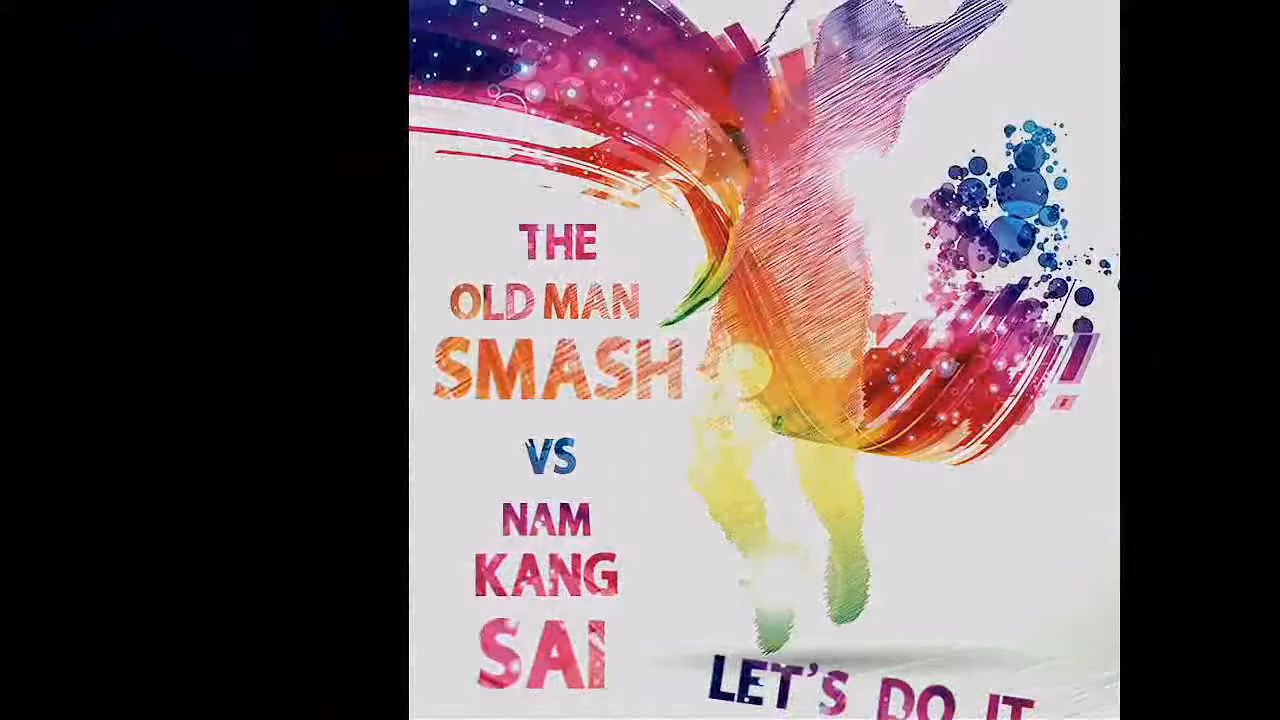 THE
OLD MAN
SMASH
VS
NAM
KANG
SAI
!!
LET'S DO IT